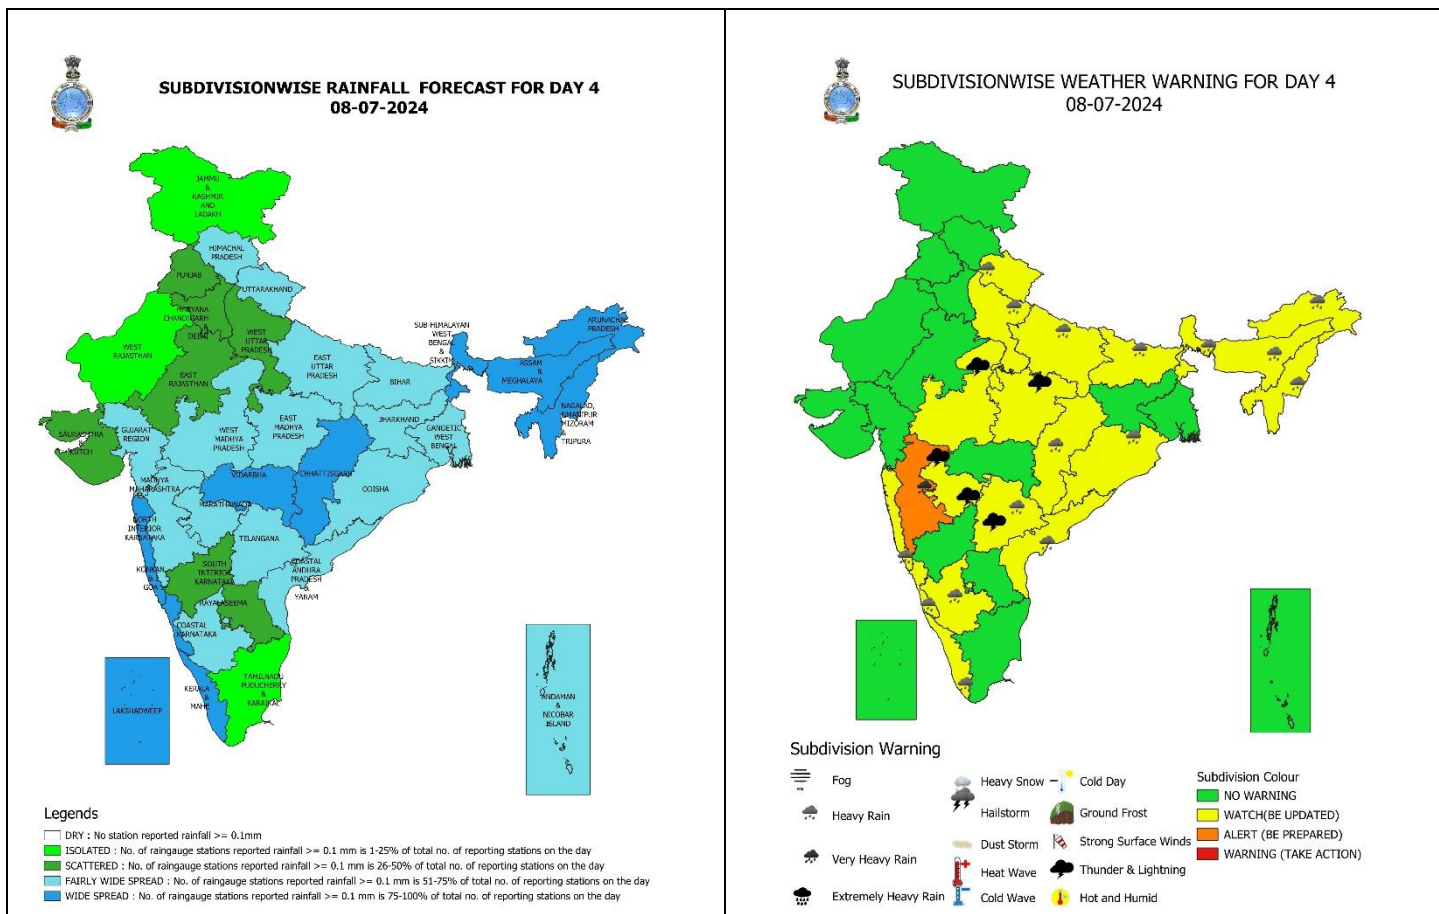 SUBDIVISIONWISE RAINFALL FORECAST FOR DAY 4
08-07-2024
JAMMU
&
KASHMIR
AND
LADAKH
HIMACHAL
PRADESH
PUNJAB
UTTARAKHAND
HARYANA
CHANDIGARH
&
DELHI
WEST
UTTAR
PRADESH
WEST
RAJASTHAN
EAST
RAJASTHAN
EAST
UTTAR
PRADESH
BIHAR
SUB-HIMALAYAN
WEST
BENGAL
&
SIKKIM
ARUNACHAL
PRADESH
ASSAM
&
MEGHALAYA
NAGALAND,
MANIPUR
MIZORAM
&
TRIPURA
SAURASHTRA
&
KUTCH
GUJARAT
REGION
WEST
MADHYA
PRADESH
EAST
MADHYA
PRADESH
JHARKHAND
GANGETIC
WEST
BENGAL
MADHYA
MAHARASHTRA
VIDARBHA
CHHATTISGARH
ODISHA
MARATHAWADA
NORTH
INTERIOR
KARNATAKA
TELANGANA
KONKAN
&
GOA
SOUTH
INTERIOR
KARNATAKA
COASTAL
ANDHRA
PRADESH
&
YANAM
RAYALASEEMA
COASTAL
KARNATAKA
TAMILNADU
PUDUCHERRY
&
KARAIKAL
KERALA
&
MAHE
LAKSHADWEEP
ANDAMAN
&
NICOBAR
ISLAND
Legends
DRY : No station reported rainfall >= 0.1mm
ISOLATED : No. of raingauge stations reported rainfall >= 0.1 mm is 1-25% of total no. of reporting stations on the day
SCATTERED : No. of raingauge stations reported rainfall >= 0.1 mm is 26-50% of total no. of reporting stations on the day
FAIRLY WIDE SPREAD : No. of raingauge stations reported rainfall >= 0.1 mm is 51-75% of total no. of reporting stations on the day
WIDE SPREAD : No. of raingauge stations reported rainfall >= 0.1 mm is 75-100% of total no. of reporting stations on the day
SUBDIVISIONWISE WEATHER WARNING FOR DAY 4
08-07-2024
Subdivision Warning
Fog
Heavy Rain
Very Heavy Rain
Extremely Heavy Rain
Heavy Snow
Hailstorm
Dust Storm
Heat Wave
Cold Wave
Cold Day
Ground Frost
Strong Surface Winds
Thunder & Lightning
Hot and Humid
Subdivision Colour
NO WARNING
WATCH(BE UPDATED)
ALERT (BE PREPARED)
WARNING (TAKE ACTION)